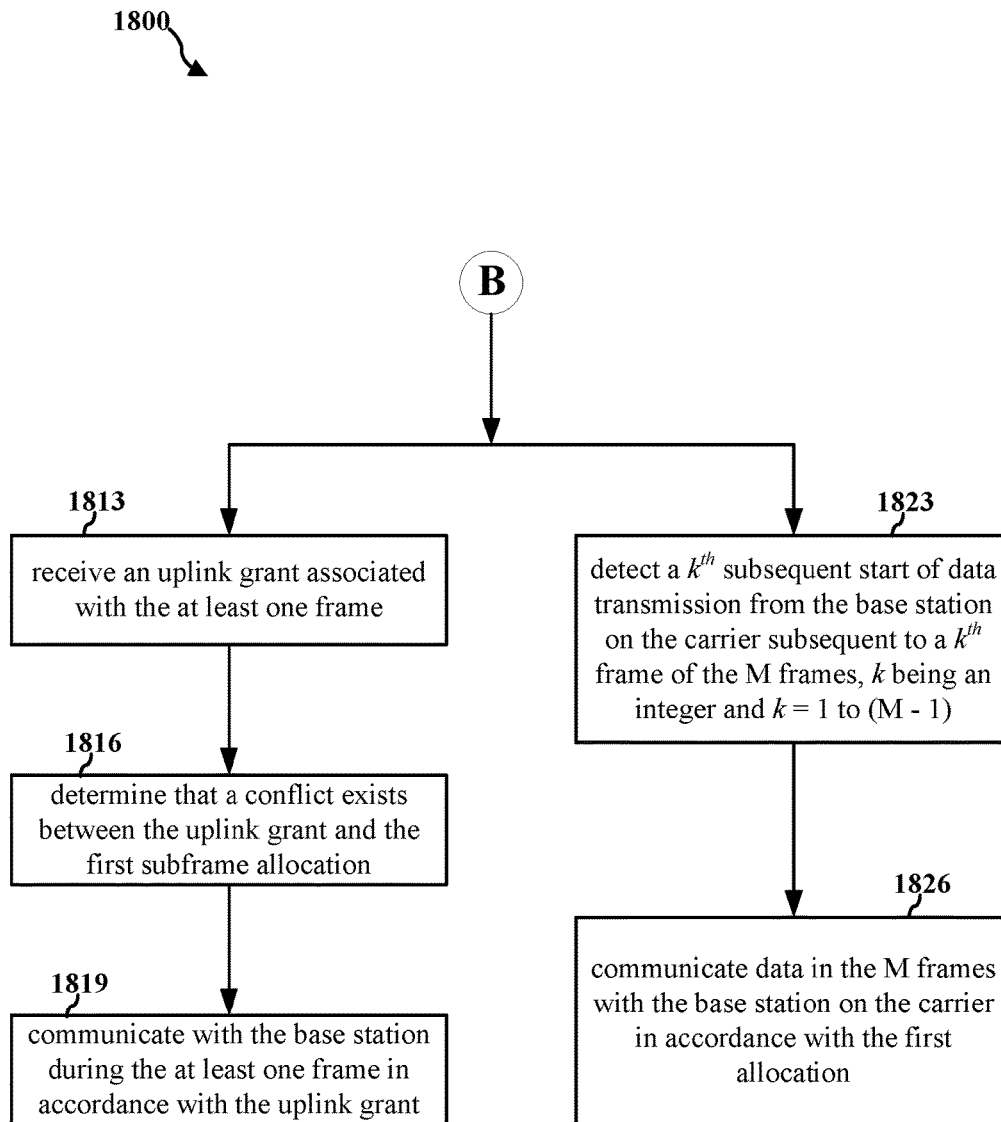 1800
B
1813
receive an uplink grant associated
with the at least one frame
1816
determine that a conflict exists
between the uplink grant and the
first subframe allocation
1819
communicate with the base station
during the at least one frame in
accordance with the uplink grant
1823
detect a kth subsequent start of data
transmission from the base station
on the carrier subsequent to a kth
frame of the M frames, k being an
integer and k = 1 to (M - 1)
1826
communicate data in the M frames
with the base station on the carrier
in accordance with the first
allocation